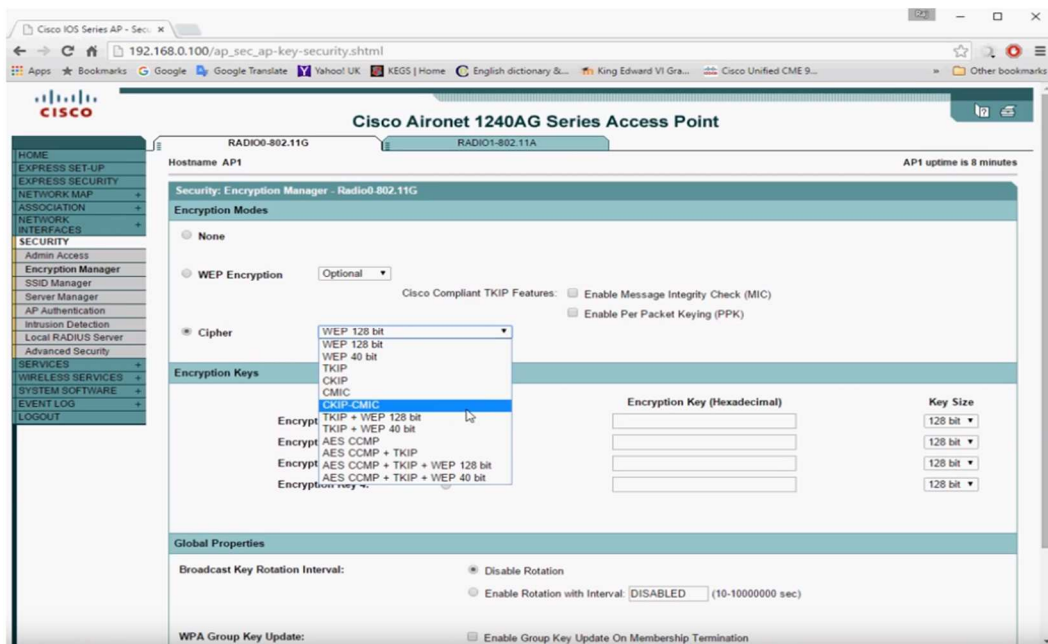 Raj
Cisco IOS Series AP - Secu
192.168.0.100/ap_sec_ap-key-security.shtml
Apps Bookmarks Google Google Translate Yahoo! UK KEGS | Home English dictionary &... King Edward VI Gra... Cisco Unified CME 9... » Other bookmarks
CISCO
Cisco Aironet 1240AG Series Access Point
RADIO0-802.11G RADIO1-802.11A
HOME
EXPRESS SET-UP
EXPRESS SECURITY
NETWORK MAP +
ASSOCIATION +
NETWORK
INTERFACES +
SECURITY
Admin Access
Encryption Manager
SSID Manager
Server Manager
AP Authentication
Intrusion Detection
Local RADIUS Server
Advanced Security
SERVICES +
WIRELESS SERVICES +
SYSTEM SOFTWARE +
EVENT LOG +
LOGOUT
Hostname AP1 AP1 uptime is 8 minutes
Security: Encryption Manager - Radio0-802.11G
Encryption Modes
None
WEP Encryption Optional
Cisco Compliant TKIP Features: Enable Message Integrity Check (MIC)
Enable Per Packet Keying (PPK)
Cipher WEP 128 bit
WEP 128 bit
WEP 40 bit
TKIP
CKIP
CMIC
CKIP-CMIC
TKIP + WEP 128 bit
TKIP + WEP 40 bit
AES CCMP
AES CCMP + TKIP
AES CCMP + TKIP + WEP 128 bit
AES CCMP + TKIP + WEP 40 bit
Encryption Keys
Encryption Key (Hexadecimal) Key Size
Encrypt 128 bit
Encrypt 128 bit
Encrypt 128 bit
Encryption Key 4: 128 bit
Global Properties
Broadcast Key Rotation Interval: Disable Rotation
Enable Rotation with Interval: DISABLED (10-10000000 sec)
WPA Group Key Update: Enable Group Key Update On Membership Termination